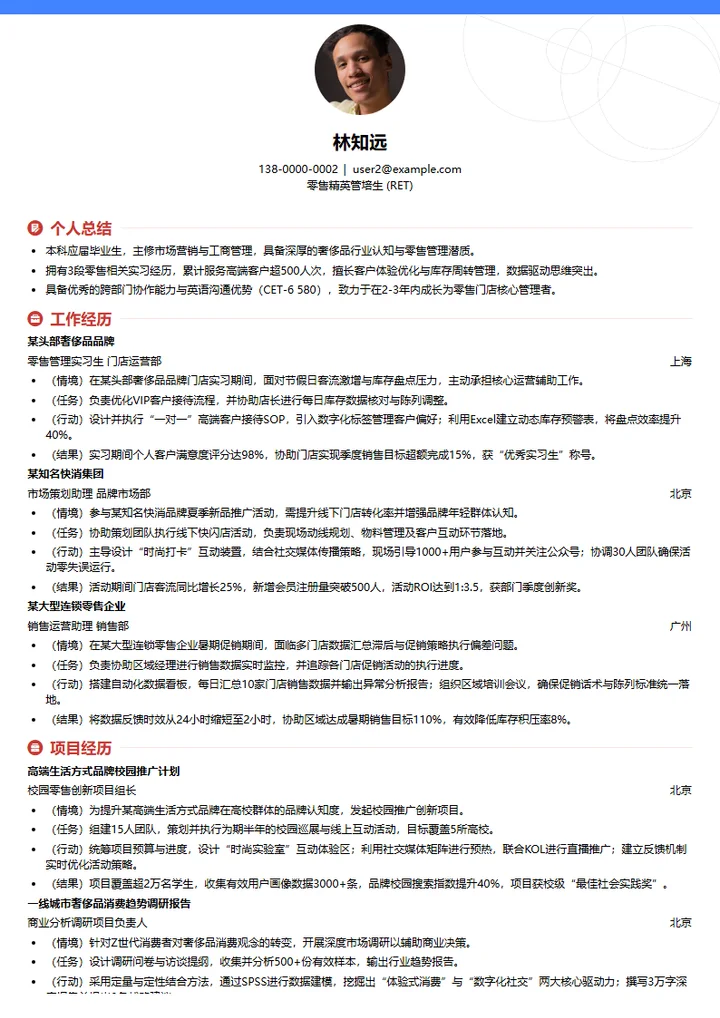 林知远
138-0000-0002 | user2@example.com
零售精英管培生 (RET)
个人总结
• 本科应届毕业生，主修市场营销与工商管理，具备深厚的奢侈品行业认知与零售管理潜质。
• 拥有3段零售相关实习经历，累计服务高端客户超500人次，擅长客户体验优化与库存周转管理，数据驱动思维突出。
• 具备优秀的跨部门协作能力与英语沟通优势（CET-6 580），致力于在2-3年内成长为零售门店核心管理者。
工作经历
某头部奢侈品品牌
零售管理实习生 门店运营部 上海
• （情境）在某头部奢侈品品牌门店实习期间，面对节假日客流激增与库存盘点压力，主动承担核心运营辅助工作。
• （任务）负责优化VIP客户接待流程，并协助店长进行每日库存数据核对与陈列调整。
• （行动）设计并执行“一对一”高端客户接待SOP，引入数字化标签管理客户偏好；利用Excel建立动态库存预警表，将盘点效率提升
40%。
• （结果）实习期间个人客户满意度评分达98%，协助门店实现季度销售目标超额完成15%，获“优秀实习生”称号。
某知名快消集团
市场策划助理 品牌市场部 北京
• （情境）参与某知名快消品牌夏季新品推广活动，需提升线下门店转化率并增强品牌年轻群体认知。
• （任务）协助策划团队执行线下快闪店活动，负责现场动线规划、物料管理及客户互动环节落地。
• （行动）主导设计“时尚打卡”互动装置，结合社交媒体传播策略，现场引导1000+用户参与互动并关注公众号；协调30人团队确保活
动零失误运行。
• （结果）活动期间门店客流同比增长25%，新增会员注册量突破500人，活动ROI达到1:3.5，获部门季度创新奖。
某大型连锁零售企业
销售运营助理 销售部 广州
• （情境）在某大型连锁零售企业暑期促销期间，面临多门店数据汇总滞后与促销策略执行偏差问题。
• （任务）负责协助区域经理进行销售数据实时监控，并追踪各门店促销活动的执行进度。
• （行动）搭建自动化数据看板，每日汇总10家门店销售数据并输出异常分析报告；组织区域培训会议，确保促销话术与陈列标准统一落
地。
• （结果）将数据反馈时效从24小时缩短至2小时，协助区域达成暑期销售目标110%，有效降低库存积压率8%。
项目经历
高端生活方式品牌校园推广计划
校园零售创新项目组长 北京
• （情境）为提升某高端生活方式品牌在高校群体的品牌认知度，发起校园推广创新项目。
• （任务）组建15人团队，策划并执行为期半年的校园巡展与线上互动活动，目标覆盖5所高校。
• （行动）统筹项目预算与进度，设计“时尚实验室”互动体验区；利用社交媒体矩阵进行预热，联合KOL进行直播推广；建立反馈机制
实时优化活动策略。
• （结果）项目覆盖超2万名学生，收集有效用户画像数据3000+条，品牌校园搜索指数提升40%，项目获校级“最佳社会实践奖”。
一线城市奢侈品消费趋势调研报告
商业分析调研项目负责人 北京
• （情境）针对Z世代消费者对奢侈品消费观念的转变，开展深度市场调研以辅助商业决策。
• （任务）设计调研问卷与访谈提纲，收集并分析500+份有效样本，输出行业趋势报告。
• （行动）采用定量与定性结合方法，通过SPSS进行数据建模，挖掘出“体验式消费”与“数字化社交”两大核心驱动力；撰写3万字深